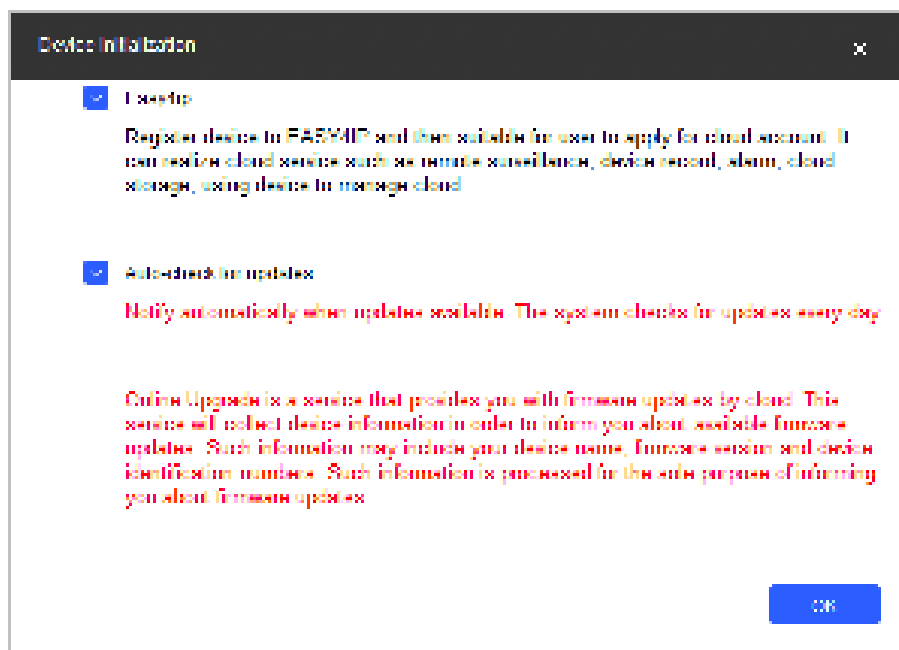 Device Initialization
Easy4ip
Register device to EASY4IP and then suitable for user to apply for cloud account. It
can realize cloud service such as remote surveillance, device record, alarm, cloud
storage, using device to manage cloud
Auto-check for updates
Notify automatically when updates available. The system checks for updates every day
Online Upgrade is a service that provides you with firmware updates by cloud. This
service will collect device information in order to inform you about available firmware
updates. Such information may include your device name, firmware version and device
identification numbers. Such information is processed for the sole purpose of informing
you about firmware updates
OK